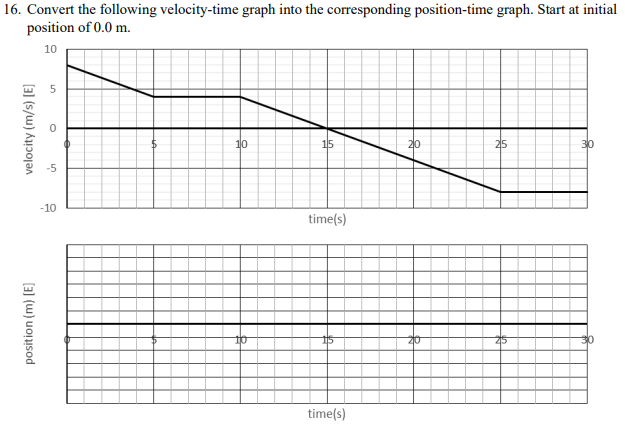 16. Convert the following velocity-time graph into the corresponding position-time graph. Start at initial
position of 0.0 m.
10
5
0
-5
-10
velocity (m/s) [E]
0 5 10 15 20 25 30
time(s)
position (m) [E]
0 5 10 15 20 25 30
time(s)